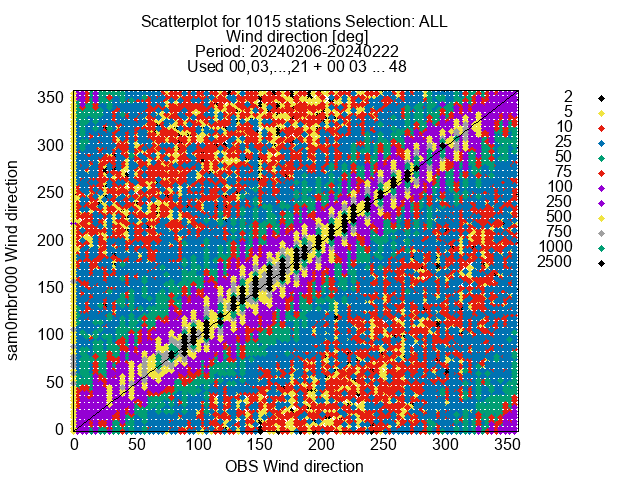 Scatterplot for 1015 stations Selection: ALL
Wind direction [deg]
Period: 20240206-20240222
Used 00,03,...,21 + 00 03 ... 48
350
300
250
200
150
100
50
0
sam0mbr000 Wind direction
0 50 100 150 200 250 300 350
OBS Wind direction
2
5
10
25
50
75
100
250
500
750
1000
2500